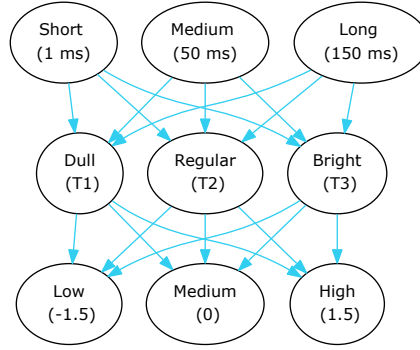 Short
(1 ms)
Medium
(50 ms)
Long
(150 ms)
Dull
(T1)
Regular
(T2)
Bright
(T3)
Low
(-1.5)
Medium
(0)
High
(1.5)